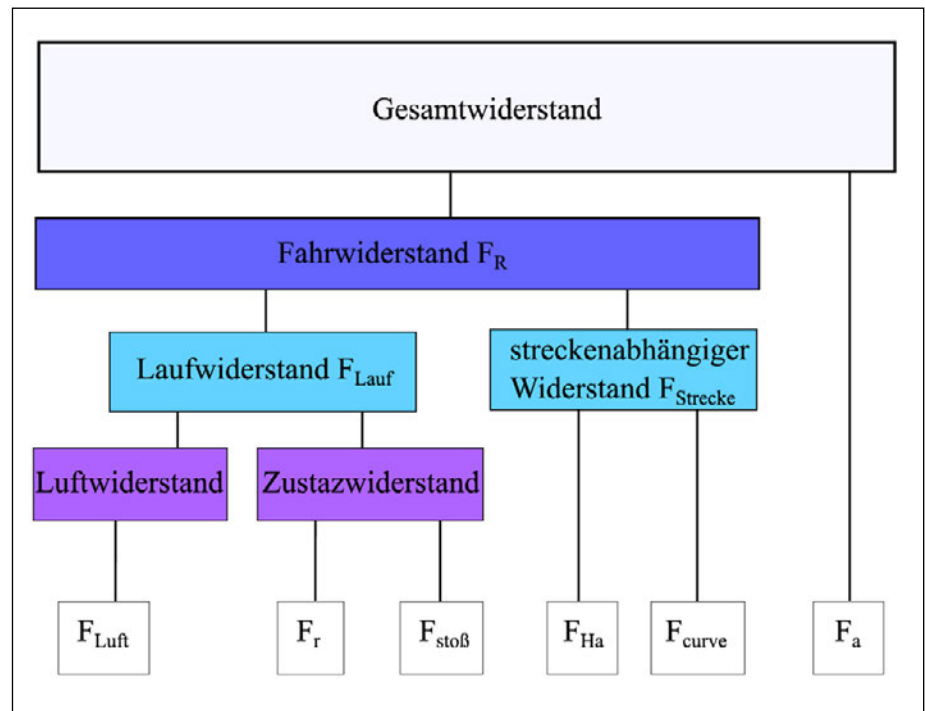 Gesamtwiderstand
Fahrwiderstand F_R
Laufwiderstand F_Lauf
streckenabhängiger
Widerstand F_Strecke
Luftwiderstand
Zustazwiderstand
F_Luft
F_r
F_stoß
F_Ha
F_curve
F_a